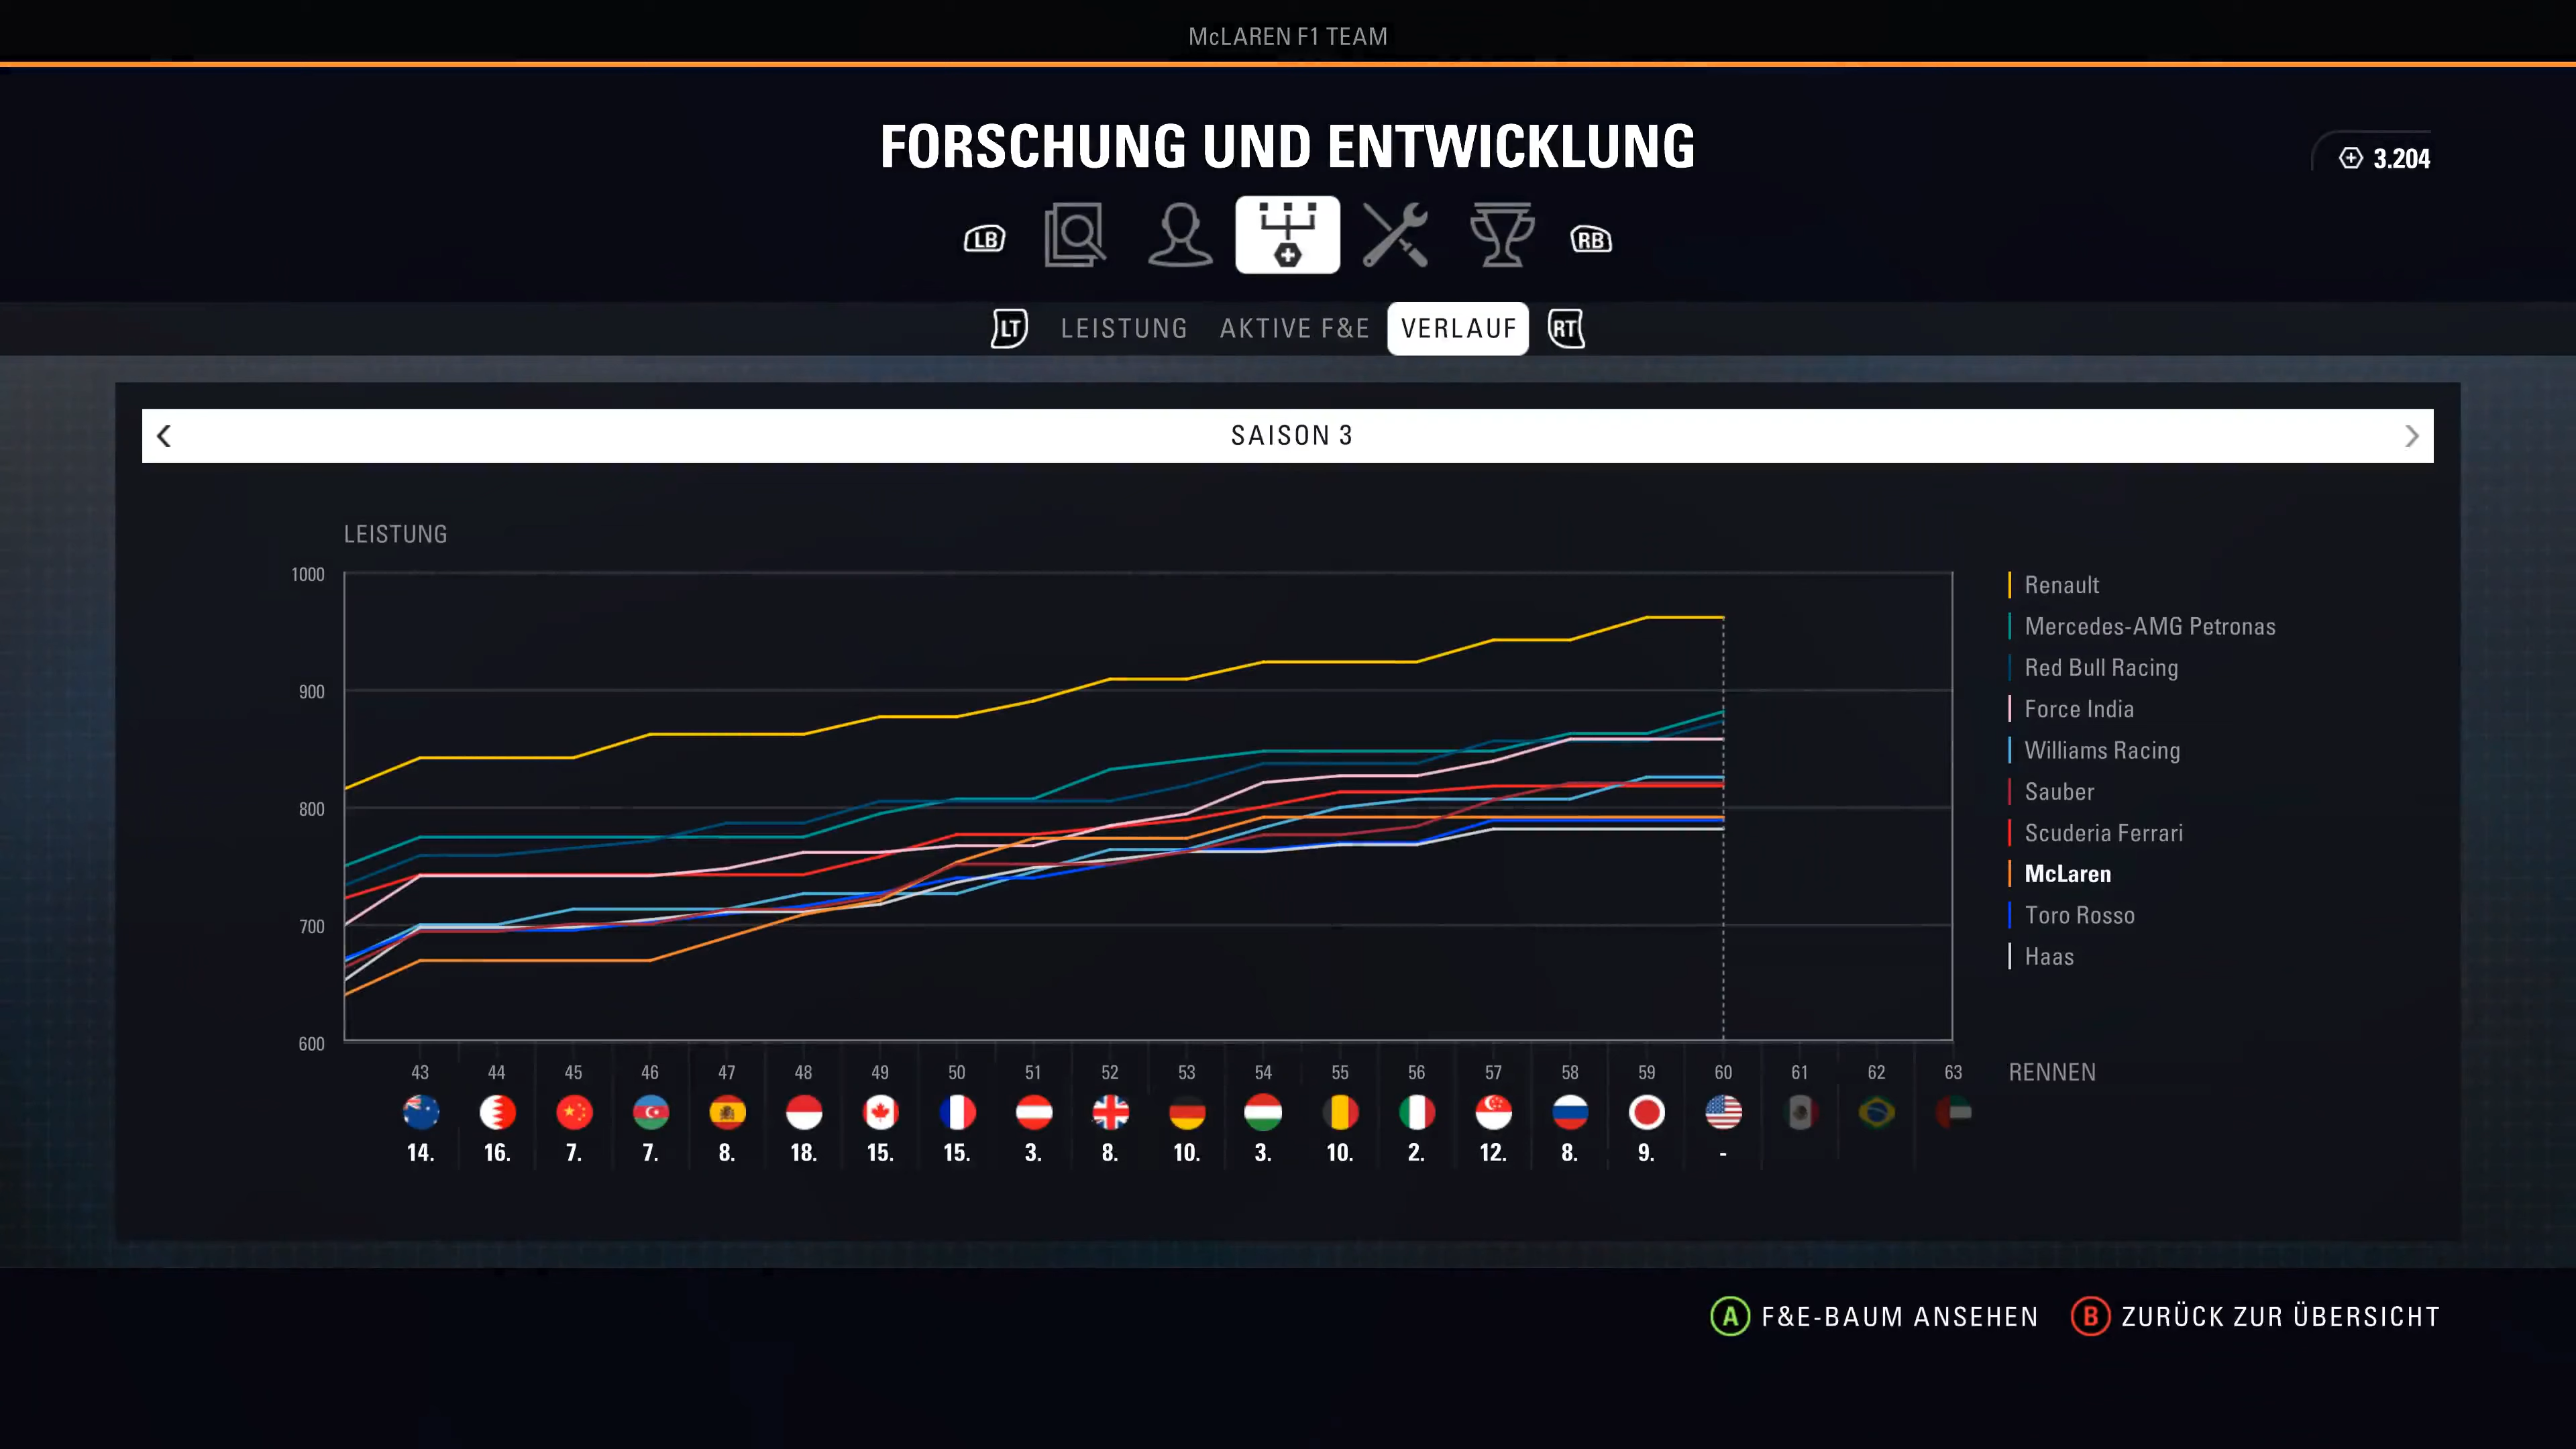 McLAREN F1 TEAM
FORSCHUNG UND ENTWICKLUNG
3.204
LB
RB
LT LEISTUNG AKTIVE F&E VERLAUF RT
SAISON 3
LEISTUNG
1000
900
800
700
600
Renault
Mercedes-AMG Petronas
Red Bull Racing
Force India
Williams Racing
Sauber
Scuderia Ferrari
McLaren
Toro Rosso
Haas
43 44 45 46 47 48 49 50 51 52 53 54 55 56 57 58 59 60 61 62 63 RENNEN
14. 16. 7. 7. 8. 18. 15. 15. 3. 8. 10. 3. 10. 2. 12. 8. 9. -
A F&E-BAUM ANSEHEN B ZURÜCK ZUR ÜBERSICHT